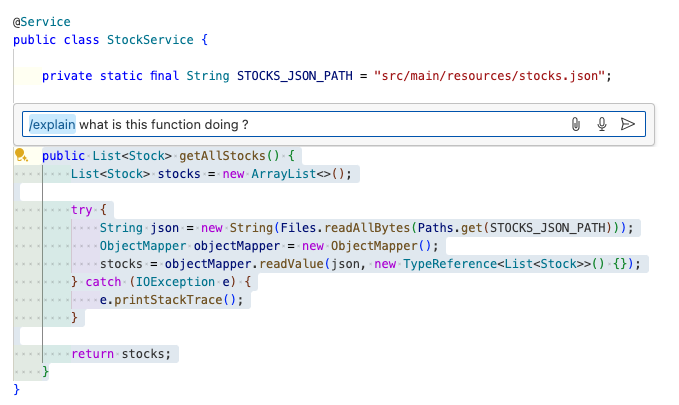 @Service
public class StockService {
private static final String STOCKS_JSON_PATH = "src/main/resources/stocks.json";
/explain what is this function doing ?
public List<Stock> getAllStocks() {
List<Stock> stocks = new ArrayList<>();
try {
String json = new String(Files.readAllBytes(Paths.get(STOCKS_JSON_PATH)));
ObjectMapper objectMapper = new ObjectMapper();
stocks = objectMapper.readValue(json, new TypeReference<List<Stock>>() {});
} catch (IOException e) {
e.printStackTrace();
}
return stocks;
}
}